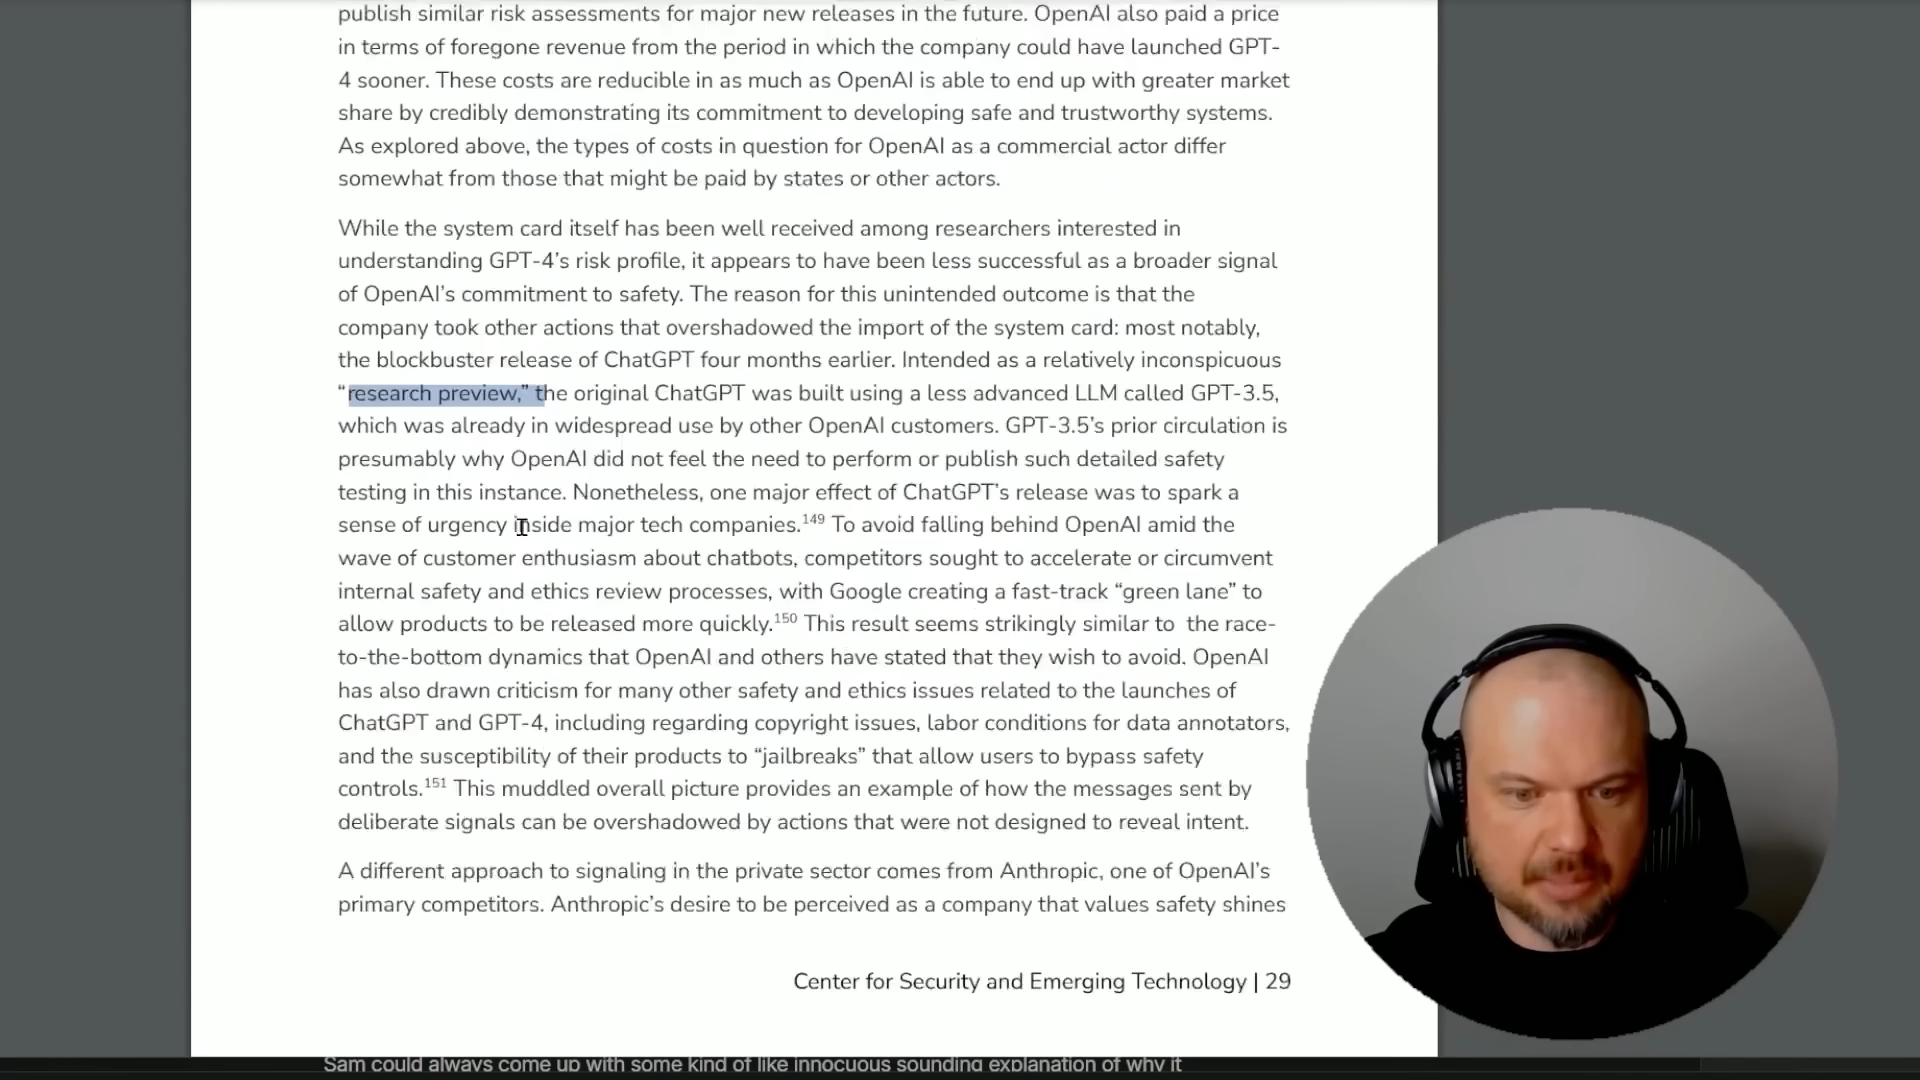 publish similar risk assessments for major new releases in the future. OpenAI also paid a price
in terms of foregone revenue from the period in which the company could have launched GPT-
4 sooner. These costs are reducible in as much as OpenAI is able to end up with greater market
share by credibly demonstrating its commitment to developing safe and trustworthy systems.
As explored above, the types of costs in question for OpenAI as a commercial actor differ
somewhat from those that might be paid by states or other actors.
While the system card itself has been well received among researchers interested in
understanding GPT-4’s risk profile, it appears to have been less successful as a broader signal
of OpenAI’s commitment to safety. The reason for this unintended outcome is that the
company took other actions that overshadowed the import of the system card: most notably,
the blockbuster release of ChatGPT four months earlier. Intended as a relatively inconspicuous
“research preview,” the original ChatGPT was built using a less advanced LLM called GPT-3.5,
which was already in widespread use by other OpenAI customers. GPT-3.5’s prior circulation is
presumably why OpenAI did not feel the need to perform or publish such detailed safety
testing in this instance. Nonetheless, one major effect of ChatGPT’s release was to spark a
sense of urgency inside major tech companies.149 To avoid falling behind OpenAI amid the
wave of customer enthusiasm about chatbots, competitors sought to accelerate or circumvent
internal safety and ethics review processes, with Google creating a fast-track “green lane” to
allow products to be released more quickly.150 This result seems strikingly similar to the race-
to-the-bottom dynamics that OpenAI and others have stated that they wish to avoid. OpenAI
has also drawn criticism for many other safety and ethics issues related to the launches of
ChatGPT and GPT-4, including regarding copyright issues, labor conditions for data annotators,
and the susceptibility of their products to “jailbreaks” that allow users to bypass safety
controls.151 This muddled overall picture provides an example of how the messages sent by
deliberate signals can be overshadowed by actions that were not designed to reveal intent.
A different approach to signaling in the private sector comes from Anthropic, one of OpenAI’s
primary competitors. Anthropic’s desire to be perceived as a company that values safety shines
Center for Security and Emerging Technology | 29
Sam could always come up with some kind of like innocuous sounding explanation of why it